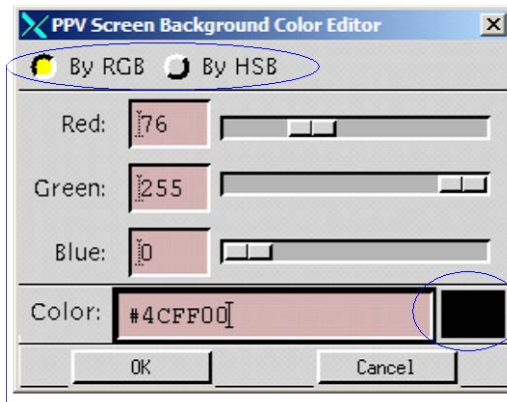 PPV Screen Background Color Editor
By RGB By HSB
Red: 76
Green: 255
Blue: 0
Color: #4CFF00
OK Cancel